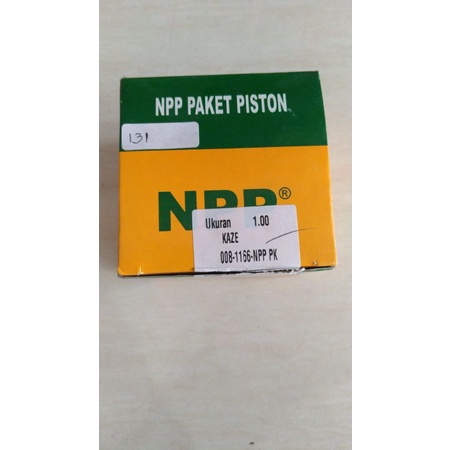 NPP PAKET PISTON
131
NPP®
Ukuran 1.00
KAZE
008-1166-NPP PK